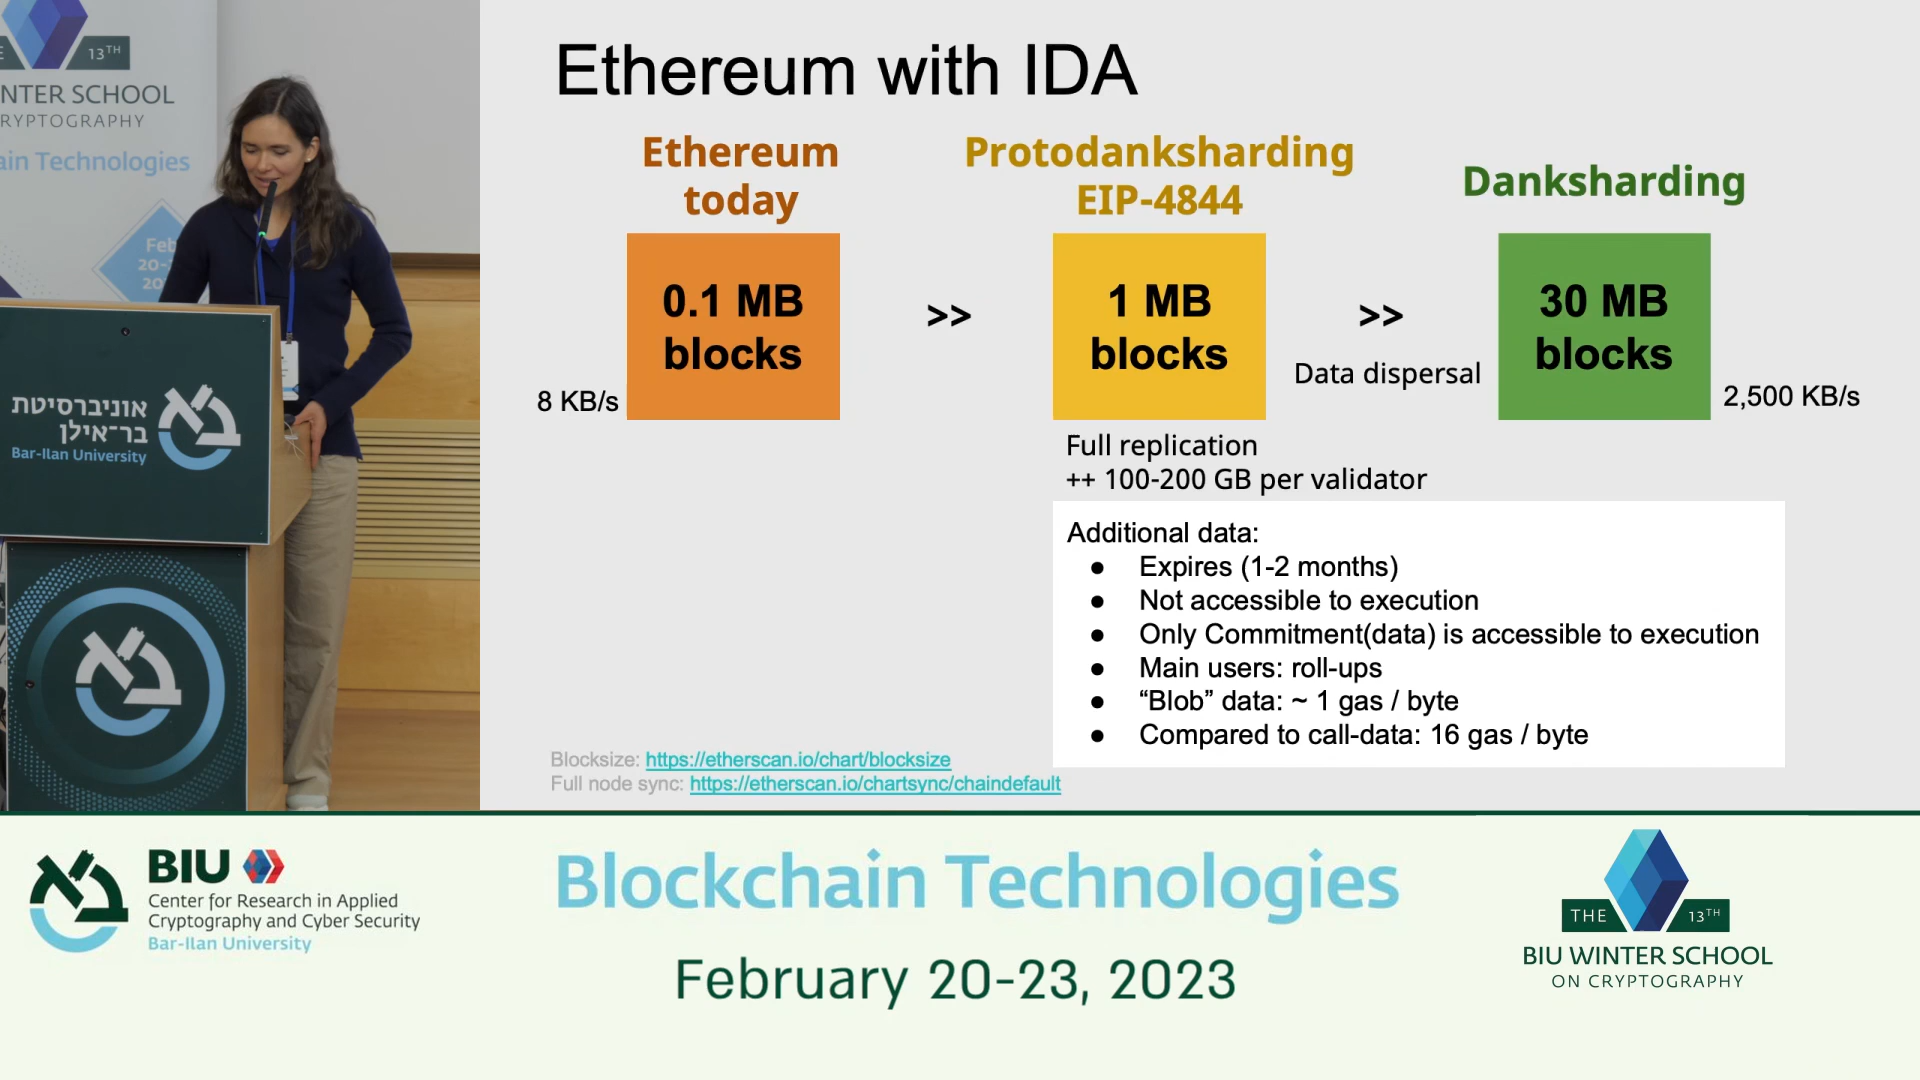 E
13TH
NTER SCHOOL
RYPTOGRAPHY
ain Technologies
Feb
20-
20
אוניברסיטת
בר־אילן
Bar-Ilan University
Ethereum with IDA
Ethereum
today
Protodanksharding
EIP-4844
Danksharding
0.1 MB
blocks
>>
1 MB
blocks
>>
30 MB
blocks
8 KB/s
Data dispersal
2,500 KB/s
Full replication
++ 100-200 GB per validator
Additional data:
● Expires (1-2 months)
● Not accessible to execution
● Only Commitment(data) is accessible to execution
● Main users: roll-ups
● “Blob” data: ~ 1 gas / byte
● Compared to call-data: 16 gas / byte
Blocksize: https://etherscan.io/chart/blocksize
Full node sync: https://etherscan.io/chartsync/chaindefault
BIU
Center for Research in Applied
Cryptography and Cyber Security
Bar-Ilan University
Blockchain Technologies
February 20-23, 2023
THE 13TH
BIU WINTER SCHOOL
ON CRYPTOGRAPHY